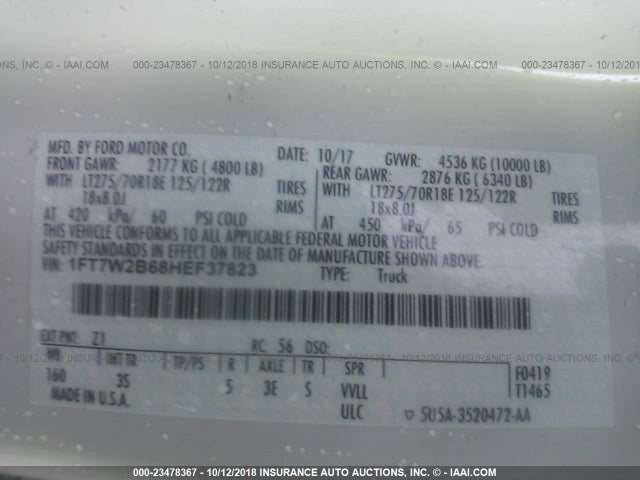 - IAAI.COM 000-23478367 - 10/12/2018 INSURANCE AUTO AUCTIONS, INC. - IAAI.COM 000-23478367 - 10/12/2018
MFD. BY FORD MOTOR CO.
DATE: 10/17 GVWR: 4536 KG (10000 LB)
FRONT GAWR: 2177 KG ( 4800 LB)
REAR GAWR: 2876 KG ( 6340 LB)
WITH LT275/70R18E 125/122R TIRES
WITH LT275/70R18E 125/122R TIRES
18x8.0J RIMS
18x8.0J RIMS
AT 420 kPa/ 60 PSI COLD
AT 450 kPa/ 65 PSI COLD
THIS VEHICLE CONFORMS TO ALL APPLICABLE FEDERAL MOTOR VEHICLE
SAFETY STANDARDS IN EFFECT ON THE DATE OF MANUFACTURE SHOWN ABOVE.
VIN: 1FT7W2B68HEF37823 TYPE: Truck
EXT PNT: Z1 RC: 56 DSO:
INT TR TP/PS R AXLE TR SPR F0419
160 3S 5 3E S VVLL T1465
MADE IN U.S.A. ULC ▽ 5U5A-3520472-AA
000-23478367 - 10/12/2018 INSURANCE AUTO AUCTIONS, INC. - IAAI.COM